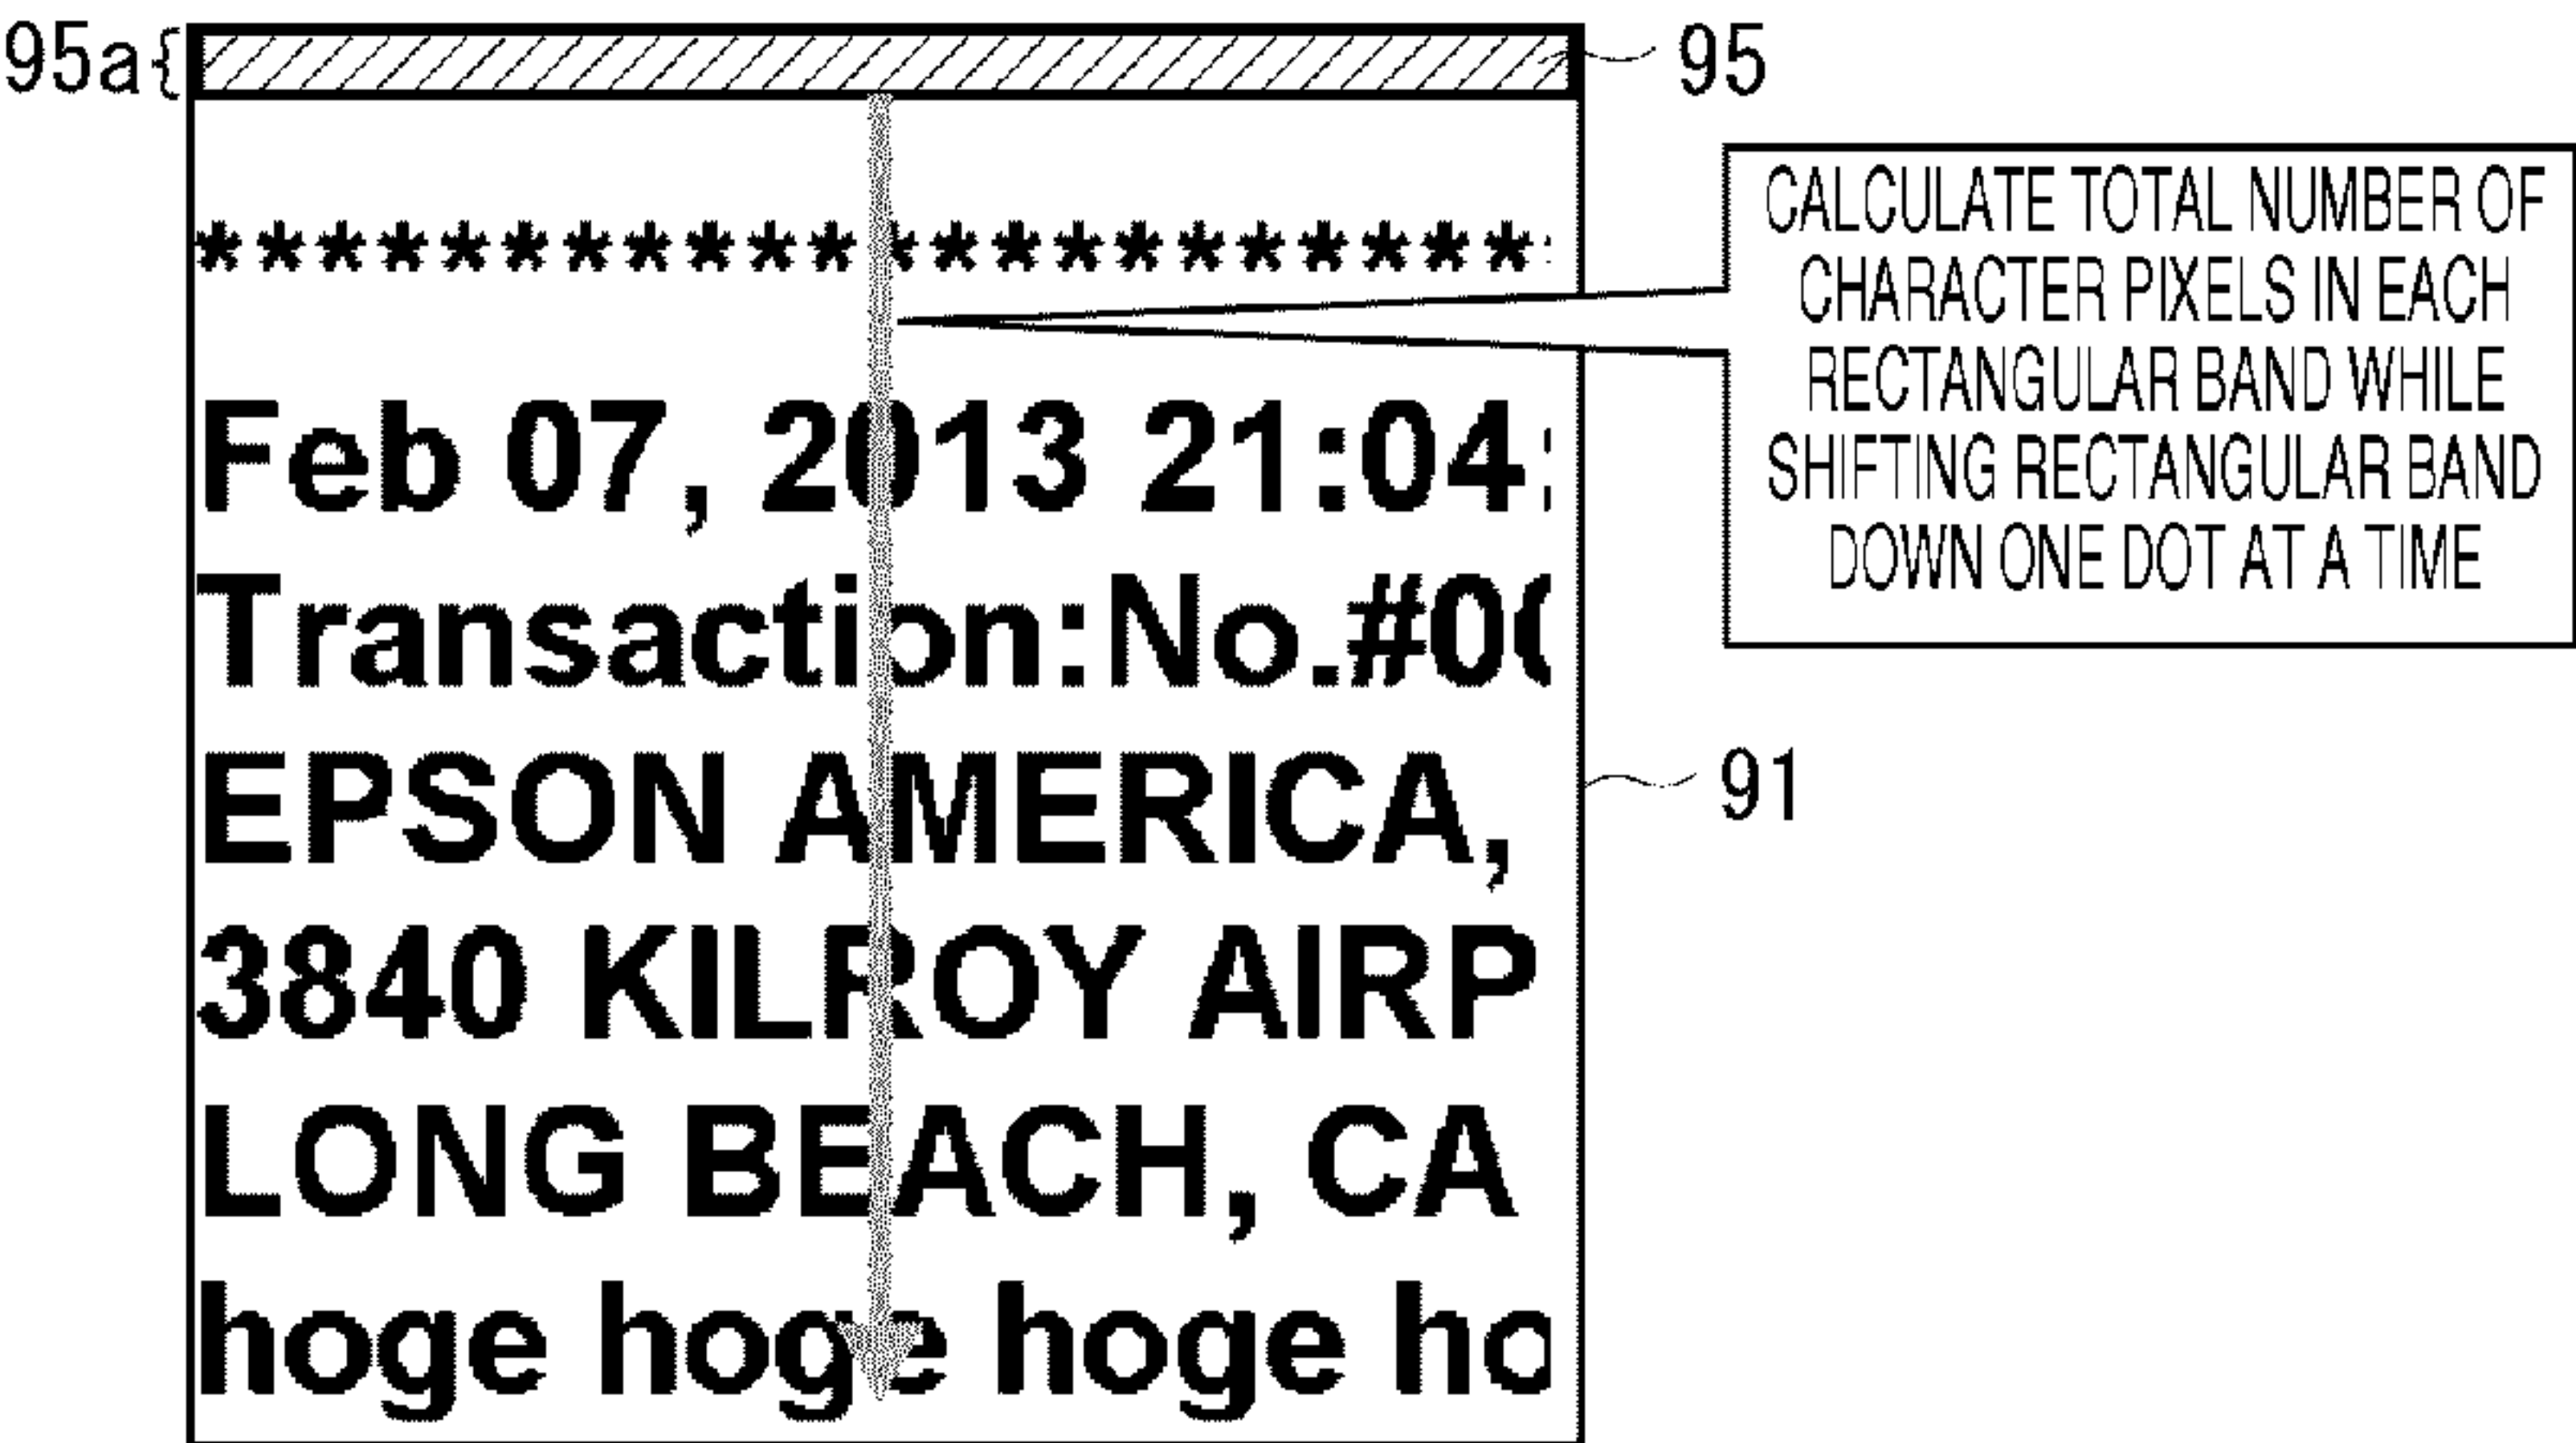 95a
95
CALCULATE TOTAL NUMBER OF
CHARACTER PIXELS IN EACH
RECTANGULAR BAND WHILE
SHIFTING RECTANGULAR BAND
DOWN ONE DOT AT A TIME
**********************
Feb 07, 2013 21:04:
Transaction:No.#00
EPSON AMERICA,
91
3840 KILROY AIRP
LONG BEACH, CA
hoge hoge hoge ho